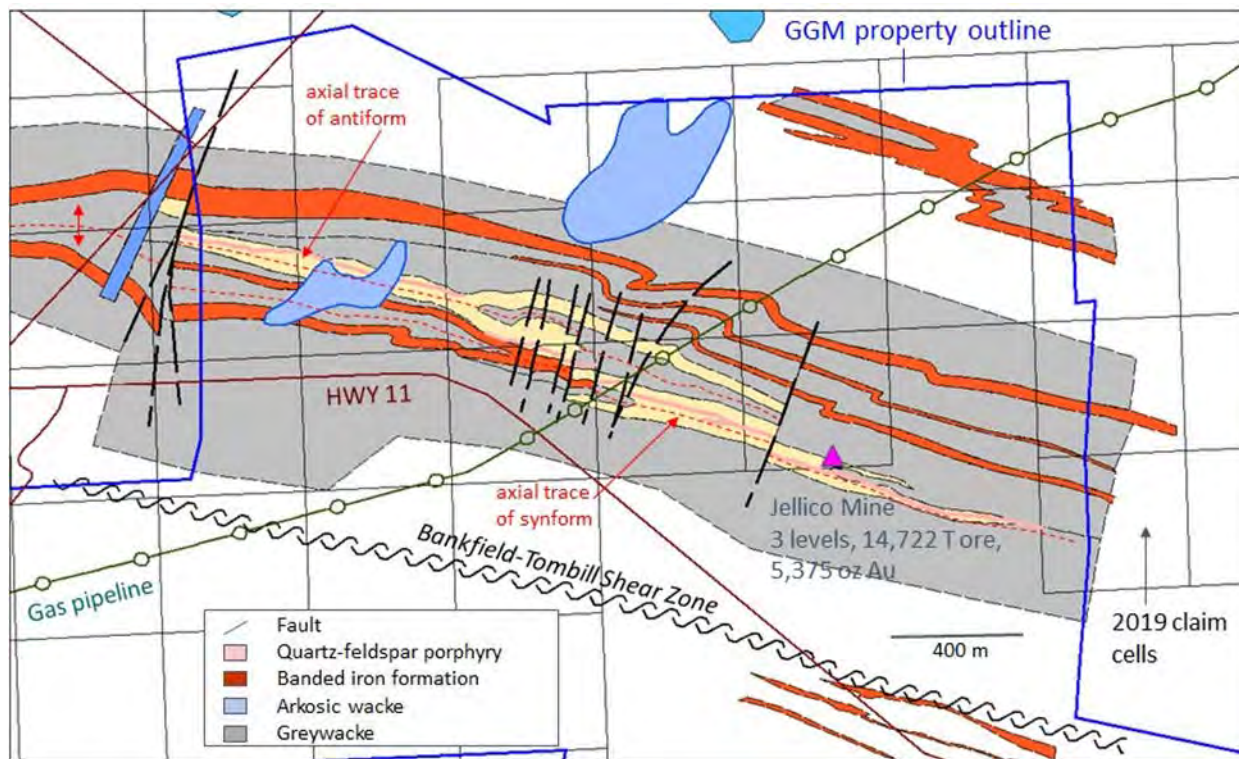 GGM property outline
axial trace
of antiform
HWY 11
axial trace
of synform
Jellico Mine
3 levels, 14,722 T ore,
5,375 oz Au
Bankfield-Tombill Shear Zone
Gas pipeline
Fault
Quartz-feldspar porphyry
Banded iron formation
Arkosic wacke
Greywacke
400 m
2019 claim
cells